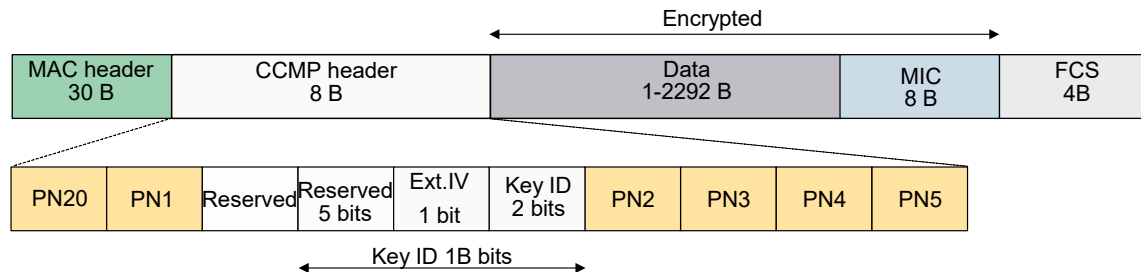 Encrypted
MAC header
30 B
CCMP header
8 B
Data
1-2292 B
MIC
8 B
FCS
4B
PN20
PN1
Reserved
Reserved
5 bits
Ext.IV
1 bit
Key ID
2 bits
PN2
PN3
PN4
PN5
Key ID 1B bits